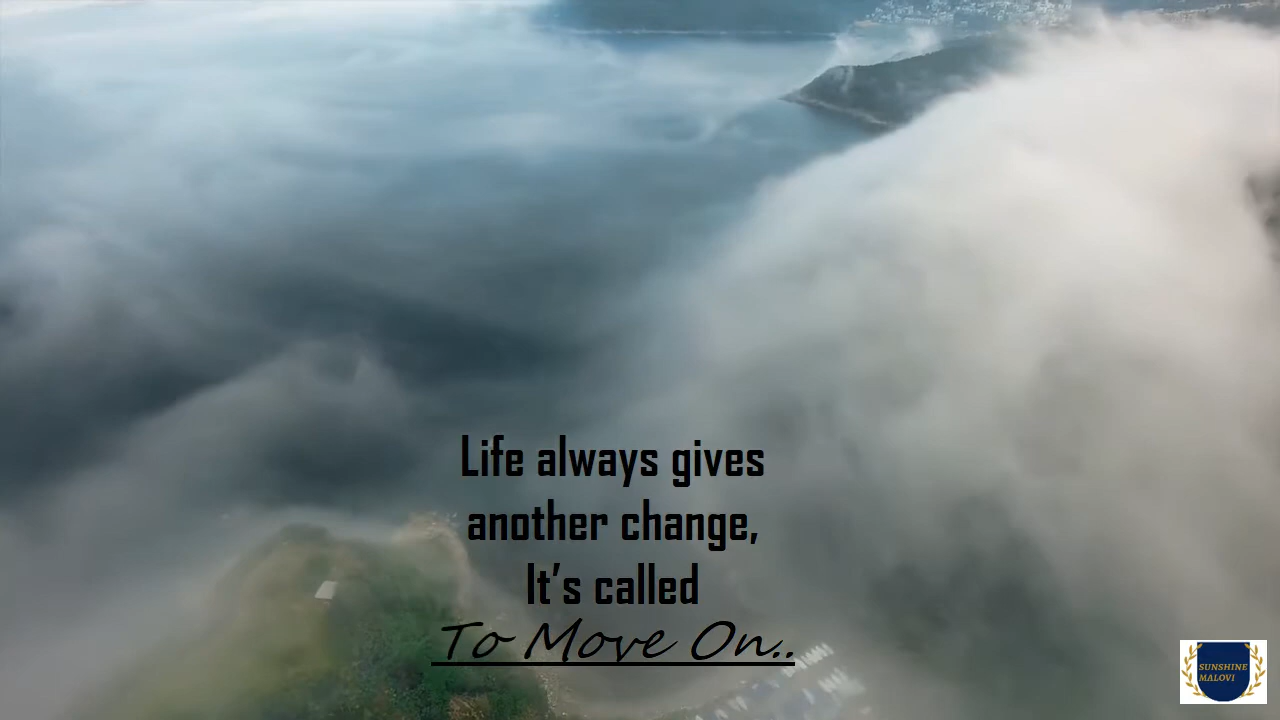 Life always gives
another change,
It's called
To Move On..
SUNSHINE
MALOVI